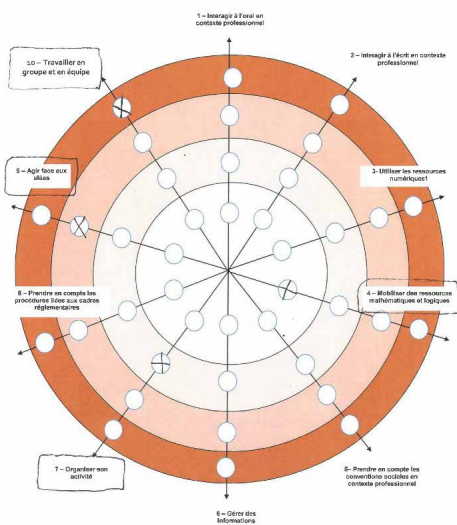 1 – Interagir à l'oral en
contexte professionnel
2 – Interagir à l'écrit en contexte
professionnel
10 – Travailler en
groupe et en équipe
9 – Agir face aux
aléas
3- Utiliser les ressources
numériques1
8 – Prendre en compte les
procédures liées aux cadres
réglementaires
4 – Mobiliser des ressources
mathématiques et logiques
7 – Organiser son
activité
5- Prendre en compte les
conventions sociales en
contexte professionnel
6 – Gérer des
informations